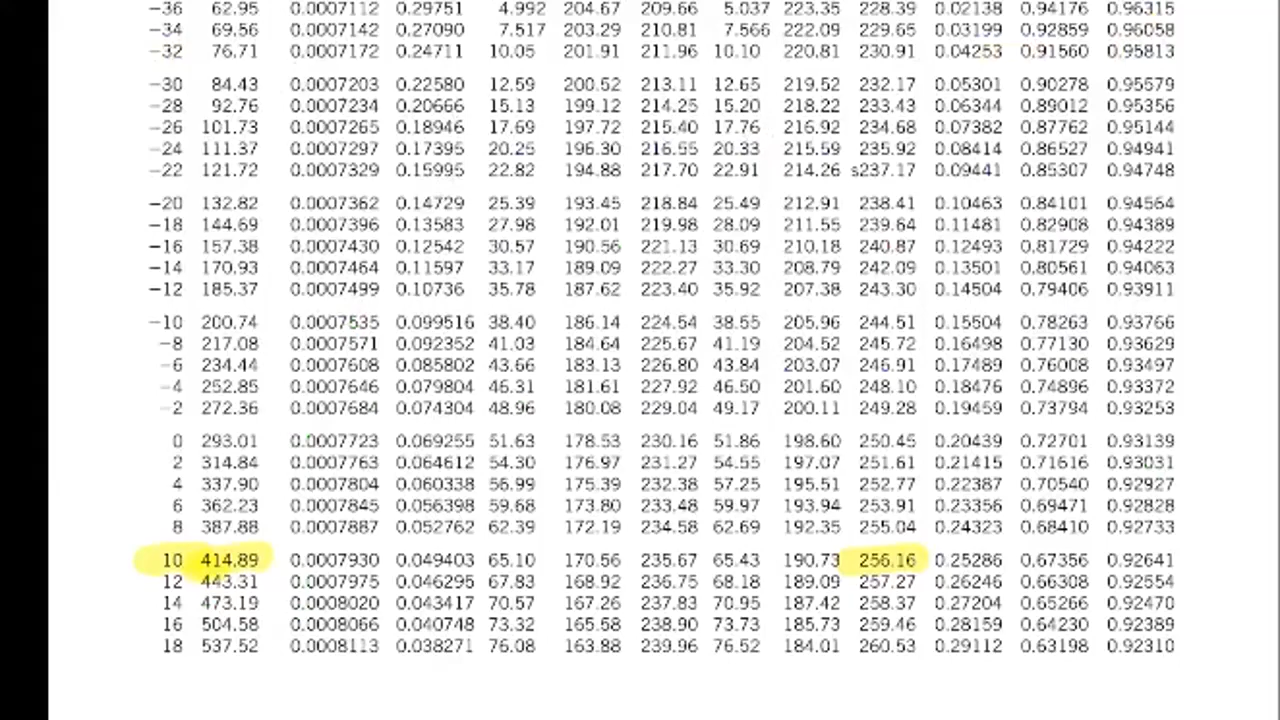 −36 62.95 0.0007112 0.29751 4.992 204.67 209.66 5.037 223.35 228.39 0.02138 0.94176 0.96315
−34 69.56 0.0007142 0.27090 7.517 203.29 210.81 7.566 222.09 229.65 0.03199 0.92859 0.96058
−32 76.71 0.0007172 0.24711 10.05 201.91 211.96 10.10 220.81 230.91 0.04253 0.91560 0.95813
−30 84.43 0.0007203 0.22580 12.59 200.52 213.11 12.65 219.52 232.17 0.05301 0.90278 0.95579
−28 92.76 0.0007234 0.20666 15.13 199.12 214.25 15.20 218.22 233.43 0.06344 0.89012 0.95356
−26 101.73 0.0007265 0.18946 17.69 197.72 215.40 17.76 216.92 234.68 0.07382 0.87762 0.95144
−24 111.37 0.0007297 0.17395 20.25 196.30 216.55 20.33 215.59 235.92 0.08414 0.86527 0.94941
−22 121.72 0.0007329 0.15995 22.82 194.88 217.70 22.91 214.26 s237.17 0.09441 0.85307 0.94748
−20 132.82 0.0007362 0.14729 25.39 193.45 218.84 25.49 212.91 238.41 0.10463 0.84101 0.94564
−18 144.69 0.0007396 0.13583 27.98 192.01 219.98 28.09 211.55 239.64 0.11481 0.82908 0.94389
−16 157.38 0.0007430 0.12542 30.57 190.56 221.13 30.69 210.18 240.87 0.12493 0.81729 0.94222
−14 170.93 0.0007464 0.11597 33.17 189.09 222.27 33.30 208.79 242.09 0.13501 0.80561 0.94063
−12 185.37 0.0007499 0.10736 35.78 187.62 223.40 35.92 207.38 243.30 0.14504 0.79406 0.93911
−10 200.74 0.0007535 0.099516 38.40 186.14 224.54 38.55 205.96 244.51 0.15504 0.78263 0.93766
−8 217.08 0.0007571 0.092352 41.03 184.64 225.67 41.19 204.52 245.72 0.16498 0.77130 0.93629
−6 234.44 0.0007608 0.085802 43.66 183.13 226.80 43.84 203.07 246.91 0.17489 0.76008 0.93497
−4 252.85 0.0007646 0.079804 46.31 181.61 227.92 46.50 201.60 248.10 0.18476 0.74896 0.93372
−2 272.36 0.0007684 0.074304 48.96 180.08 229.04 49.17 200.11 249.28 0.19459 0.73794 0.93253
0 293.01 0.0007723 0.069255 51.63 178.53 230.16 51.86 198.60 250.45 0.20439 0.72701 0.93139
2 314.84 0.0007763 0.064612 54.30 176.97 231.27 54.55 197.07 251.61 0.21415 0.71616 0.93031
4 337.90 0.0007804 0.060338 56.99 175.39 232.38 57.25 195.51 252.77 0.22387 0.70540 0.92927
6 362.23 0.0007845 0.056398 59.68 173.80 233.48 59.97 193.94 253.91 0.23356 0.69471 0.92828
8 387.88 0.0007887 0.052762 62.39 172.19 234.58 62.69 192.35 255.04 0.24323 0.68410 0.92733
10 414.89 0.0007930 0.049403 65.10 170.56 235.67 65.43 190.73 256.16 0.25286 0.67356 0.92641
12 443.31 0.0007975 0.046295 67.83 168.92 236.75 68.18 189.09 257.27 0.26246 0.66308 0.92554
14 473.19 0.0008020 0.043417 70.57 167.26 237.83 70.95 187.42 258.37 0.27204 0.65266 0.92470
16 504.58 0.0008066 0.040748 73.32 165.58 238.90 73.73 185.73 259.46 0.28159 0.64230 0.92389
18 537.52 0.0008113 0.038271 76.08 163.88 239.96 76.52 184.01 260.53 0.29112 0.63198 0.92310